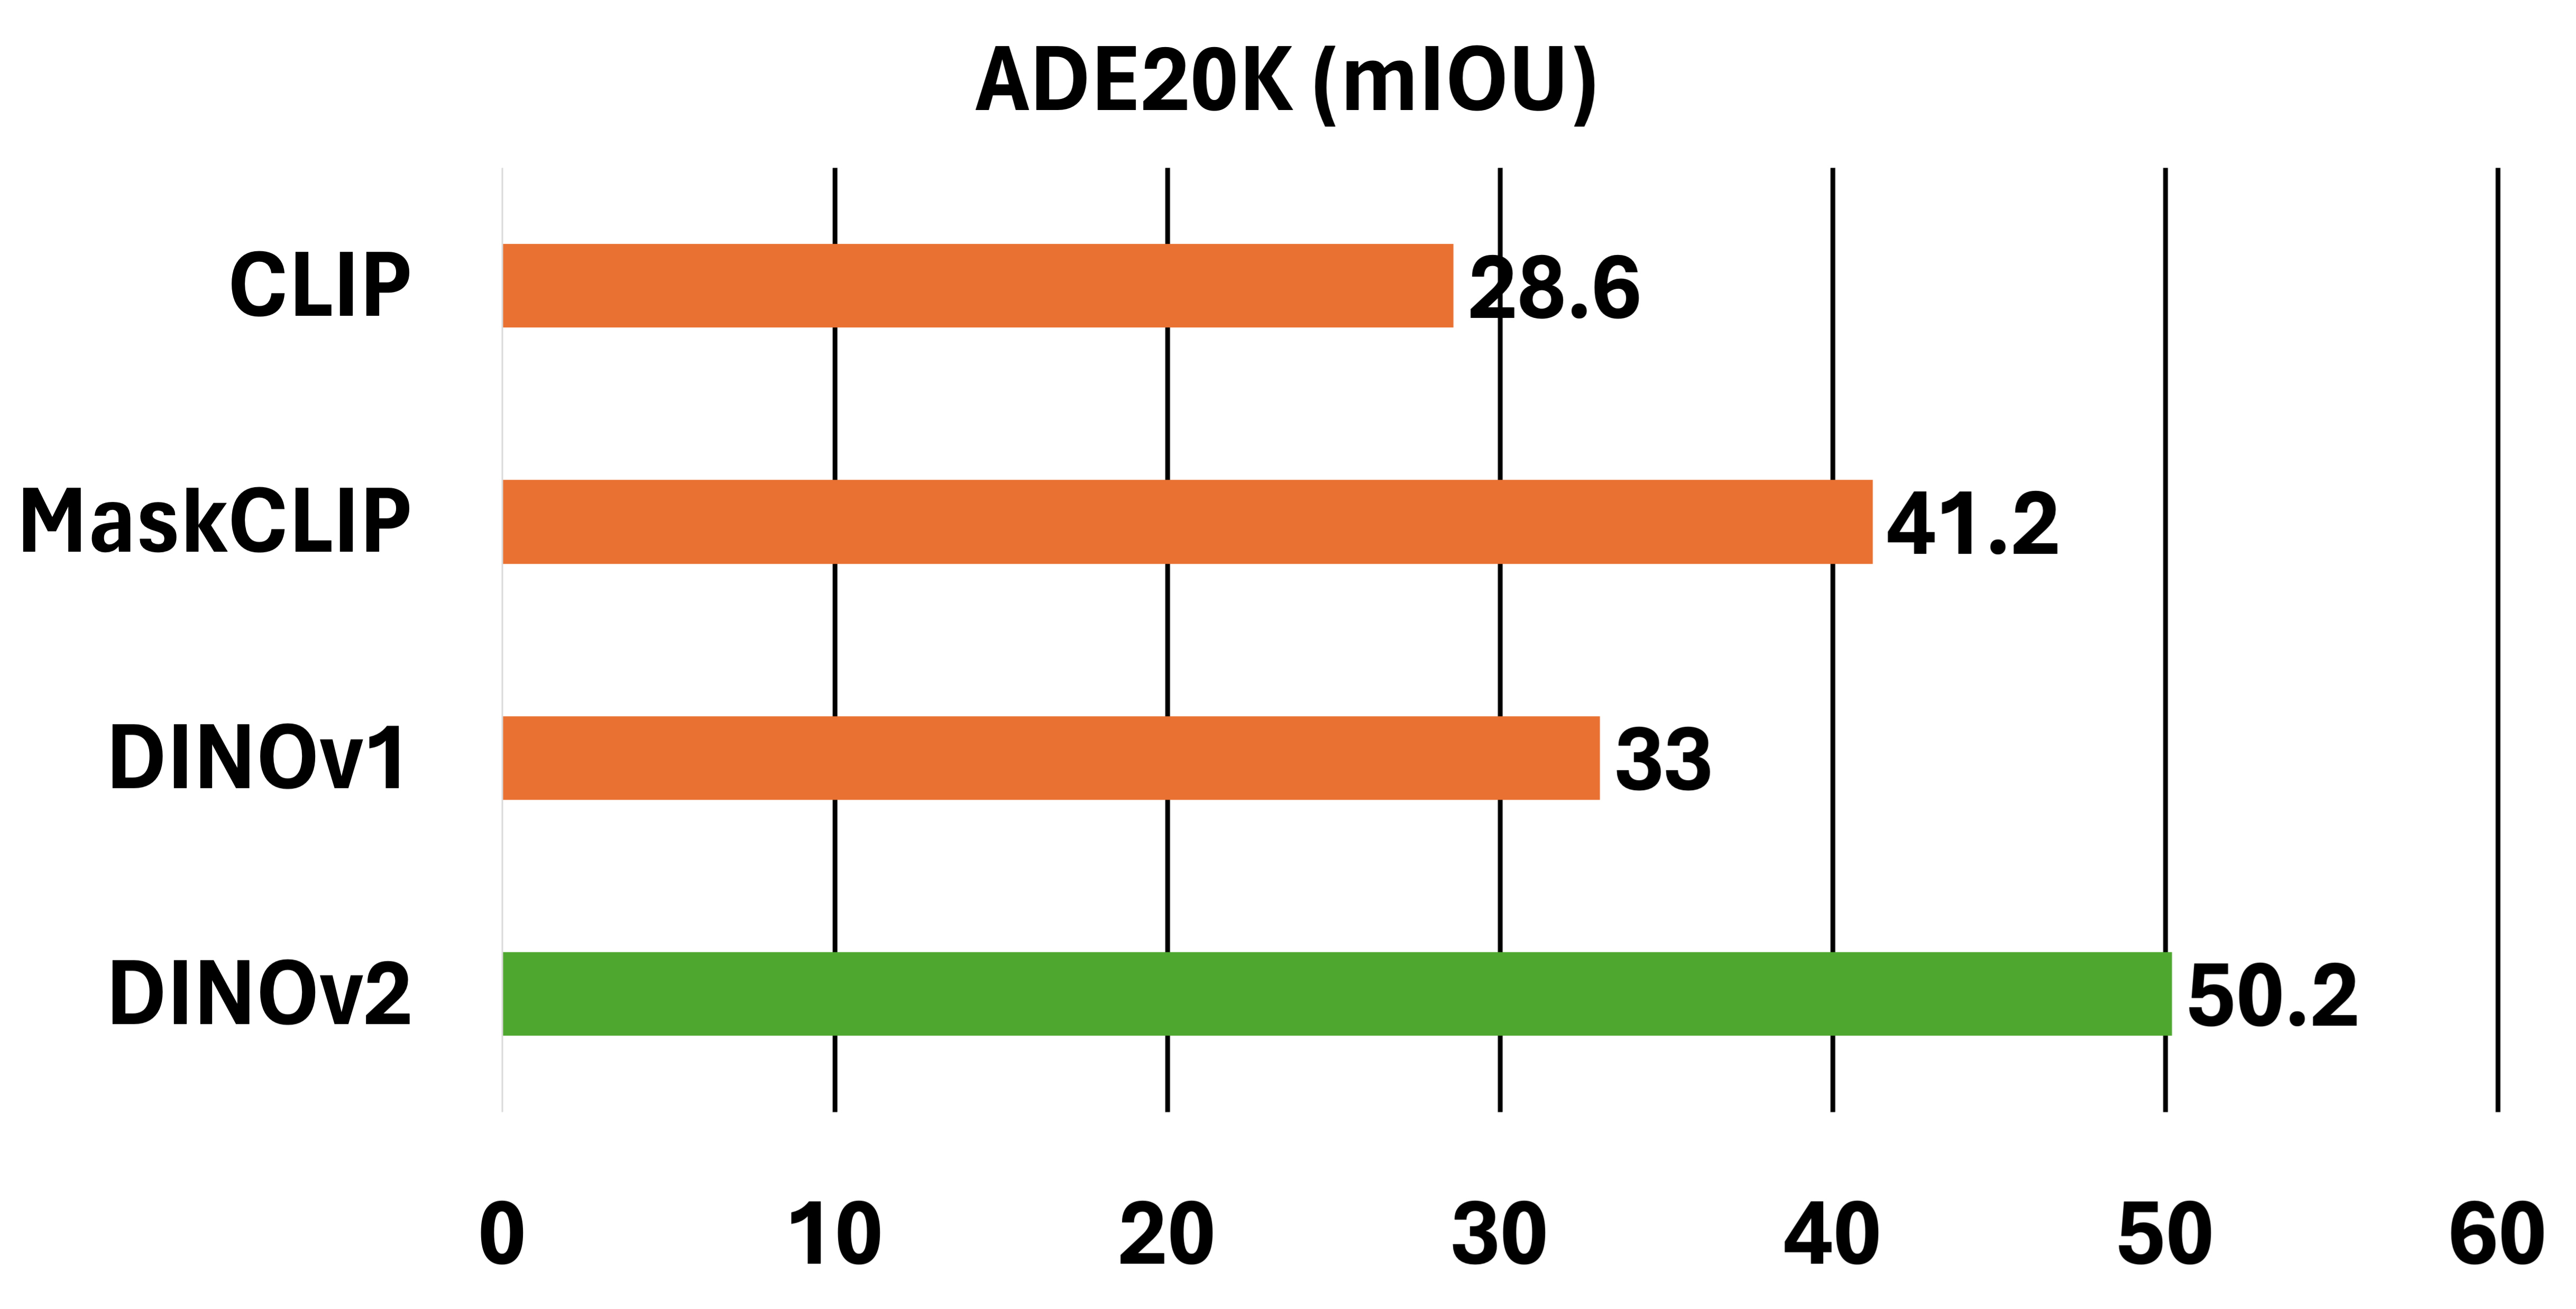 ADE20K (mIOU)
CLIP 28.6
MaskCLIP 41.2
DINOv1 33
DINOv2 50.2
0 10 20 30 40 50 60